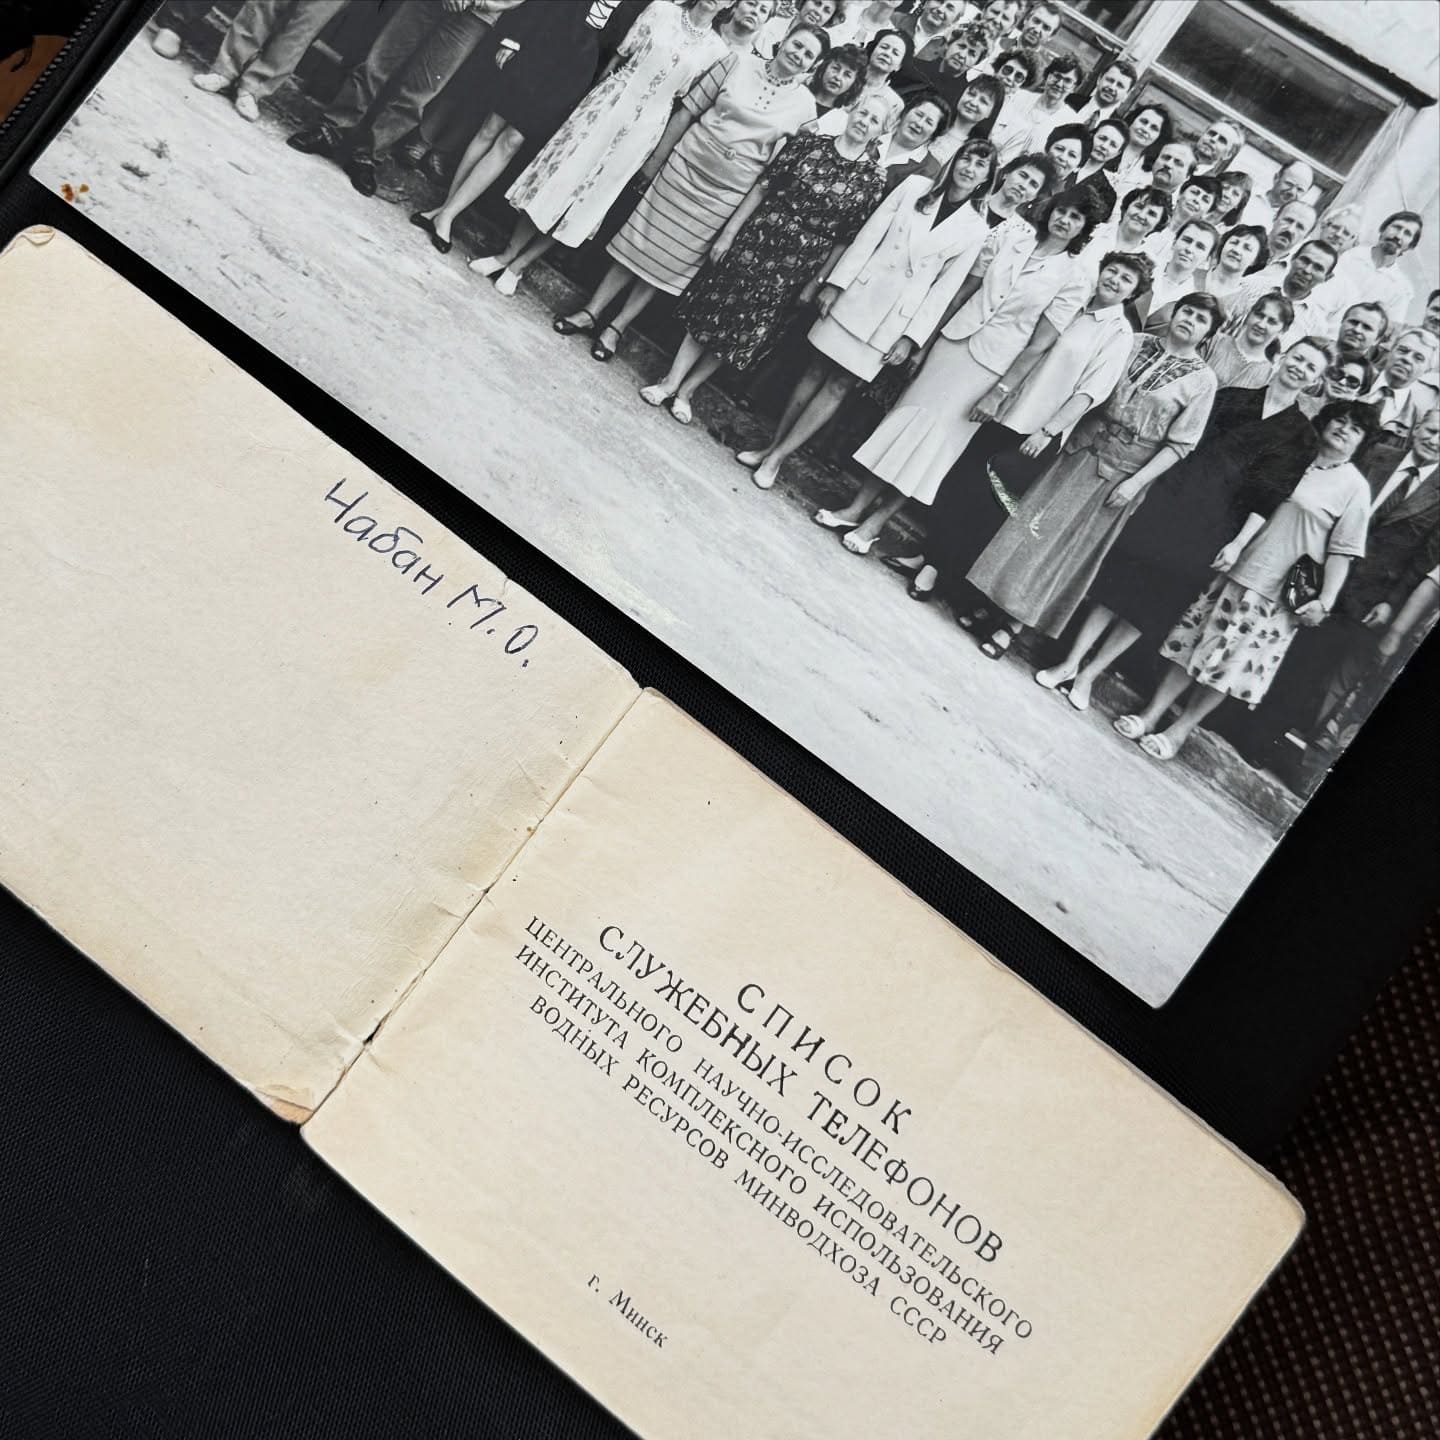 Чабан М. О.
СПИСОК
СЛУЖЕБНЫХ ТЕЛЕФОНОВ
ЦЕНТРАЛЬНОГО НАУЧНО-ИССЛЕДОВАТЕЛЬСКОГО
ИНСТИТУТА КОМПЛЕКСНОГО ИСПОЛЬЗОВАНИЯ
ВОДНЫХ РЕСУРСОВ МИНВОДХОЗА СССР
г. Минск